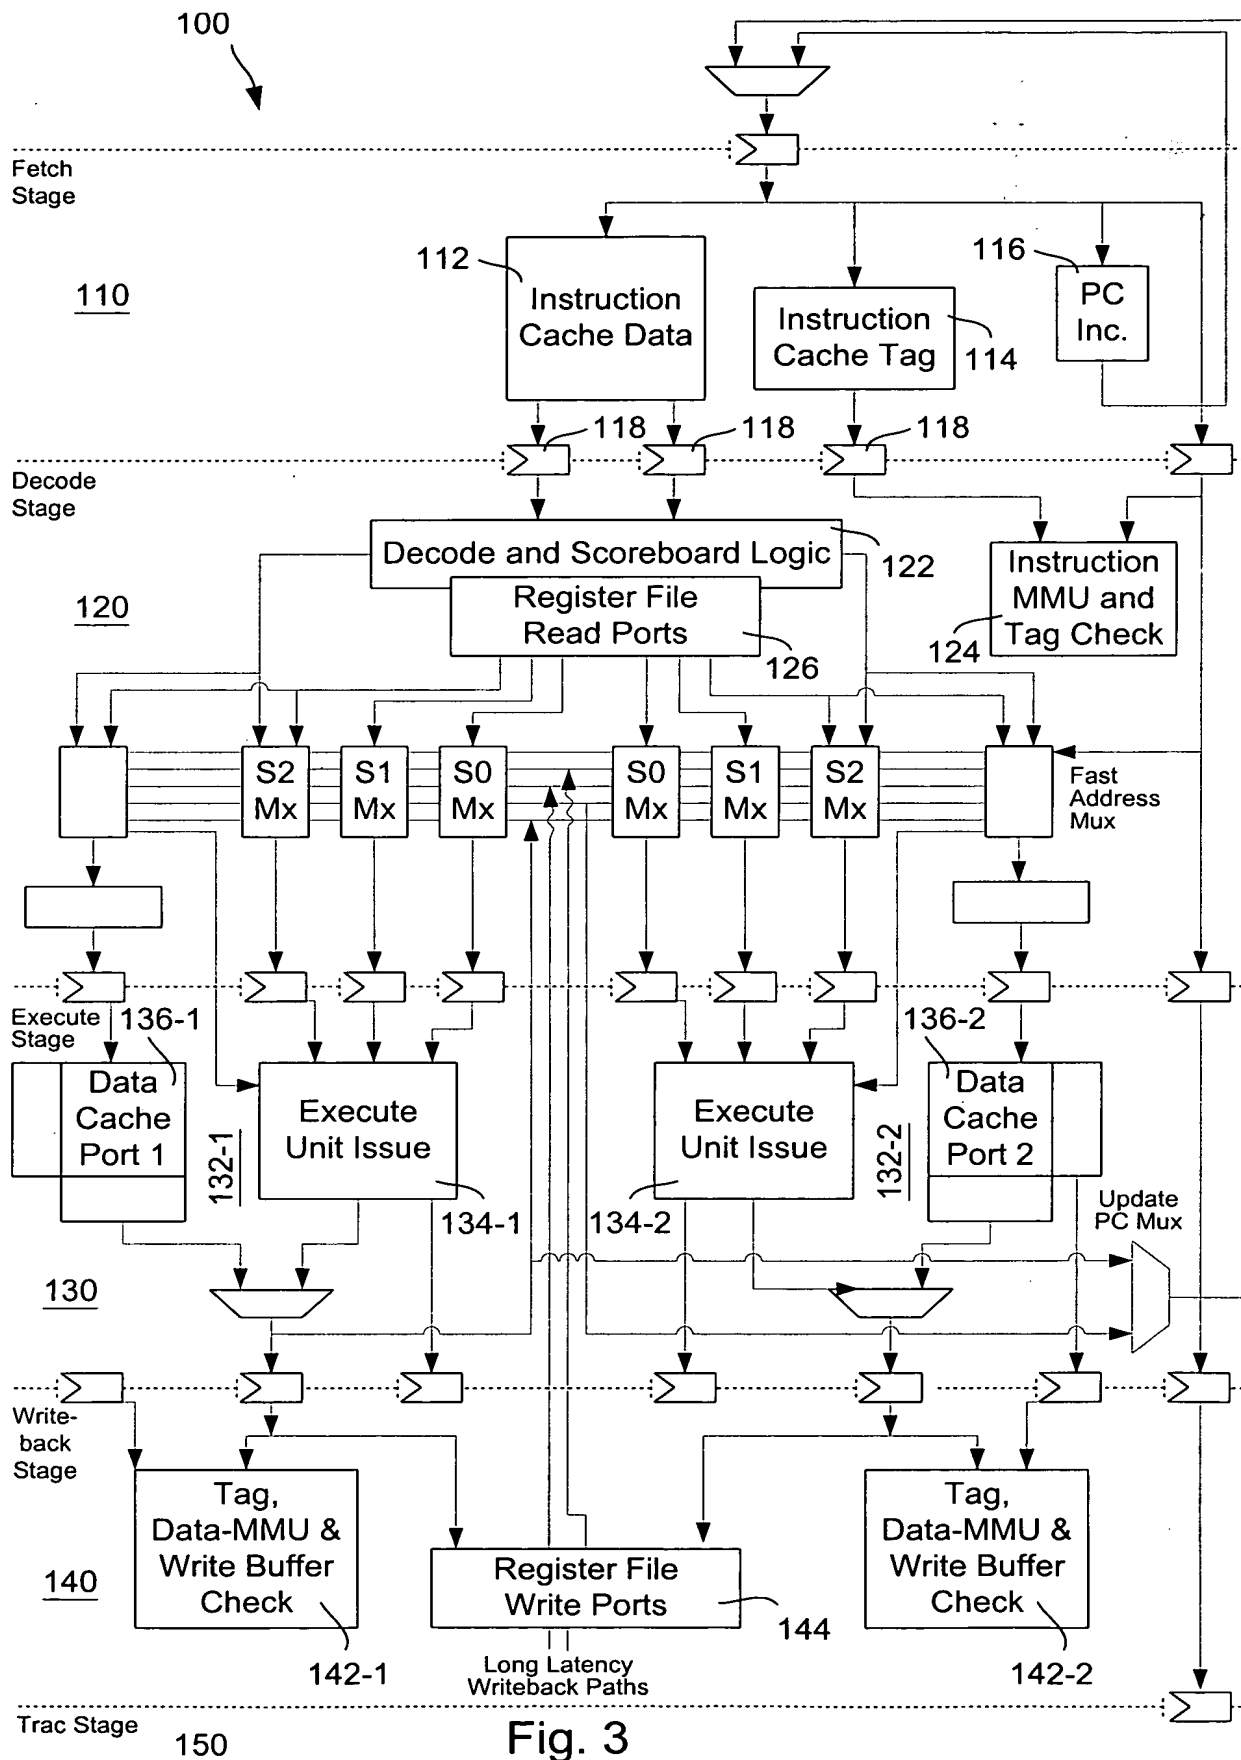 100
Fetch
Stage
112
116
110
Instruction
Cache Data
Instruction
Cache Tag
PC
Inc.
114
118
118
118
Decode
Stage
Decode and Scoreboard Logic
122
Instruction
MMU and
Tag Check
120
Register File
Read Ports
124
126
S2
Mx
S1
Mx
S0
Mx
S0
Mx
S1
Mx
S2
Mx
Fast
Address
Mux
Execute
Stage
136-1
136-2
Data
Cache
Port 1
Execute
Unit Issue
Execute
Unit Issue
Data
Cache
Port 2
132-1
132-2
134-1
134-2
Update
PC Mux
130
Write-
back
Stage
Tag,
Data-MMU &
Write Buffer
Check
Tag,
Data-MMU &
Write Buffer
Check
Register File
Write Ports
140
144
142-1
Long Latency
Writeback Paths
142-2
Trac Stage
150
Fig. 3